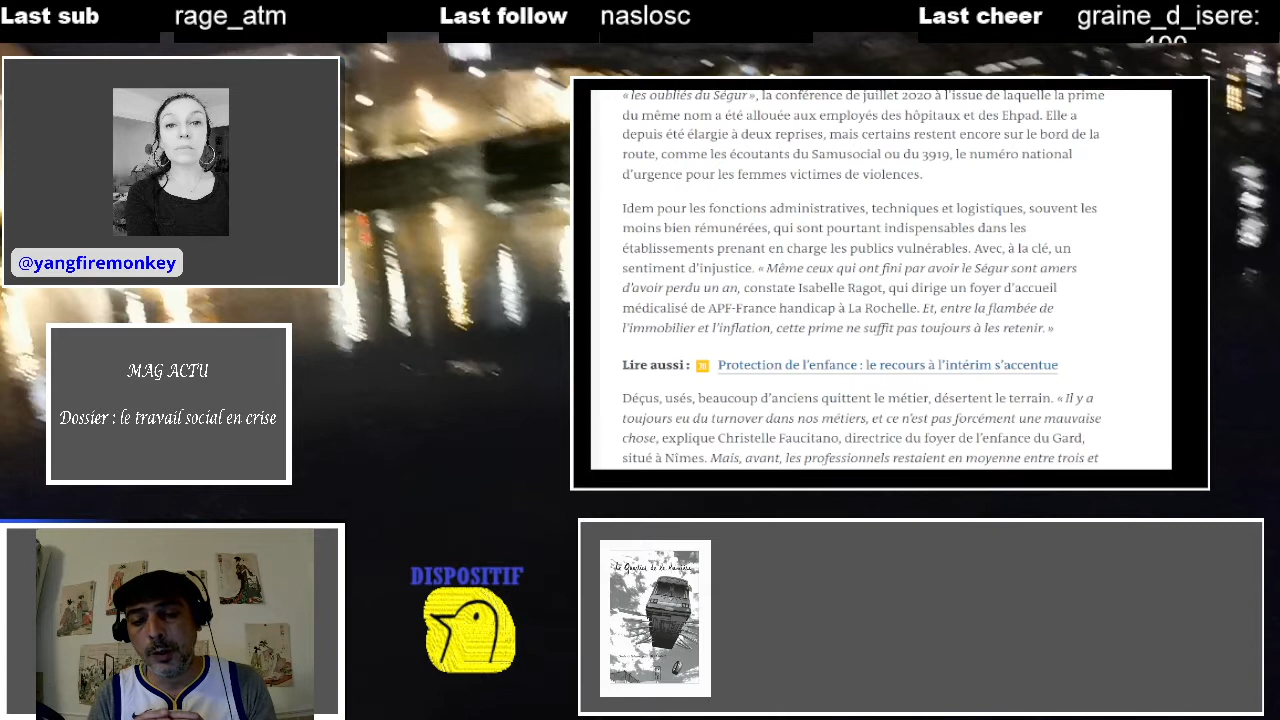 Last sub
rage_atm
Last follow
naslosc
Last cheer
graine_d_isere:
100
@yangfiremonkey
MAG ACTU
Dossier : le travail social en crise
« les oubliés du Ségur », la conférence de juillet 2020 à l’issue de laquelle la prime
du même nom a été allouée aux employés des hôpitaux et des Ehpad. Elle a
depuis été élargie à deux reprises, mais certains restent encore sur le bord de la
route, comme les écoutants du Samusocial ou du 3919, le numéro national
d’urgence pour les femmes victimes de violences.
Idem pour les fonctions administratives, techniques et logistiques, souvent les
moins bien rémunérées, qui sont pourtant indispensables dans les
établissements prenant en charge les publics vulnérables. Avec, à la clé, un
sentiment d’injustice. « Même ceux qui ont fini par avoir le Ségur sont amers
d’avoir perdu un an, constate Isabelle Ragot, qui dirige un foyer d’accueil
médicalisé de APF-France handicap à La Rochelle. Et, entre la flambée de
l’immobilier et l’inflation, cette prime ne suffit pas toujours à les retenir. »
Lire aussi : Protection de l’enfance : le recours à l’intérim s’accentue
Déçus, usés, beaucoup d’anciens quittent le métier, désertent le terrain. « Il y a
toujours eu du turnover dans nos métiers, et ce n’est pas forcément une mauvaise
chose, explique Christelle Faucitano, directrice du foyer de l’enfance du Gard,
situé à Nîmes. Mais, avant, les professionnels restaient en moyenne entre trois et
DISPOSITIF
Le Quartier de la